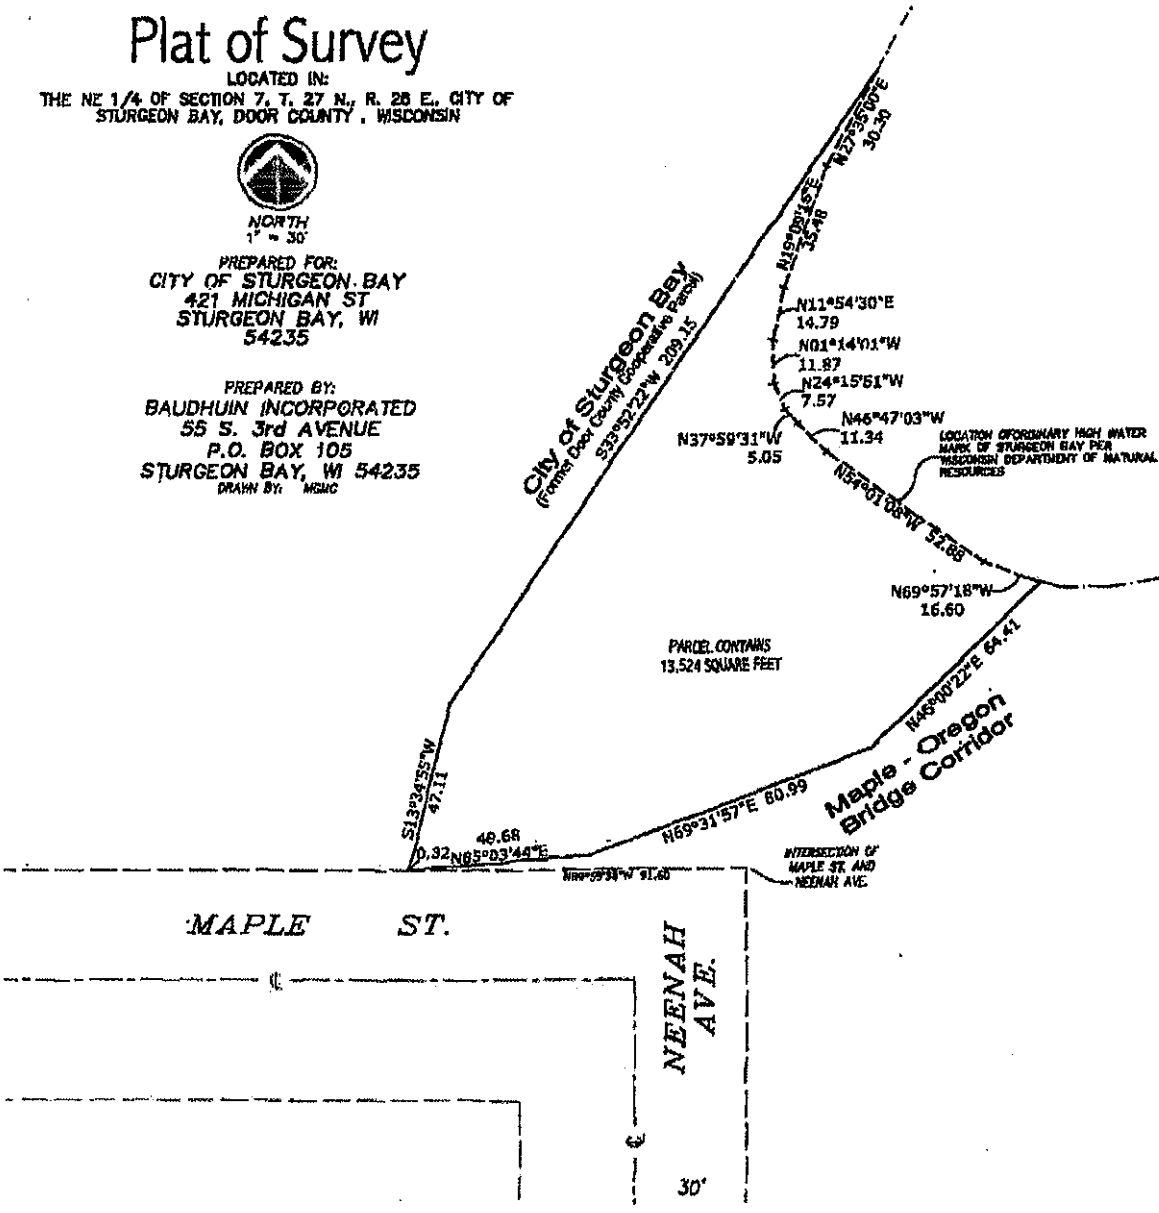 Plat of Survey
LOCATED IN:
THE NE 1/4 OF SECTION 7, T. 27 N., R. 26 E., CITY OF
STURGEON BAY, DOOR COUNTY , WISCONSIN
NORTH
1" = 30'
PREPARED FOR:
CITY OF STURGEON BAY
421 MICHIGAN ST
STURGEON BAY, WI
54235
PREPARED BY:
BAUDHUIN INCORPORATED
55 S. 3rd AVENUE
P.O. BOX 105
STURGEON BAY, WI 54235
DRAWN BY: MGMC
N27°35'00"E
30.30
N19°09'15"E
35.48
N11°54'30"E
14.79
N01°14'01"W
11.87
N24°15'51"W
7.57
N46°47'03"W
11.34
N37°59'31"W
5.05
LOCATION OF ORDINARY HIGH WATER
MARK OF STURGEON BAY PER
WISCONSIN DEPARTMENT OF NATURAL
RESOURCES
N54°01'08"W 52.88
N69°57'18"W
16.60
City of Sturgeon Bay
(Former Door County Cooperative Parcel)
S33°52'22"W 209.15
PARCEL CONTAINS
13,524 SQUARE FEET
N46°00'22"E 64.41
Maple - Oregon
Bridge Corridor
S13°34'55"W
47.11
N69°31'57"E 80.99
0.32
N85°03'44"E
INTERSECTION OF
MAPLE ST. AND
NEENAH AVE.
91.60
MAPLE ST.
NEENAH
AVE.
30'